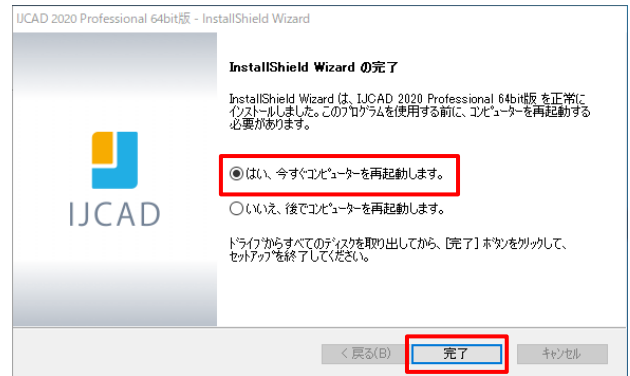 IJCAD 2020 Professional 64bit版 - InstallShield Wizard
InstallShield Wizard の完了
InstallShield Wizard は、IJCAD 2020 Professional 64bit版 を正常に
インストールしました。このプログラムを使用する前に、コンピューターを再起動する
必要があります。
はい、今すぐコンピューターを再起動します。
IJCAD
いいえ、後でコンピューターを再起動します。
ドライブからすべてのディスクを取り出してから、[完了] ボタンをクリックして、
セットアップを終了してください。
< 戻る(B)
完了
キャンセル